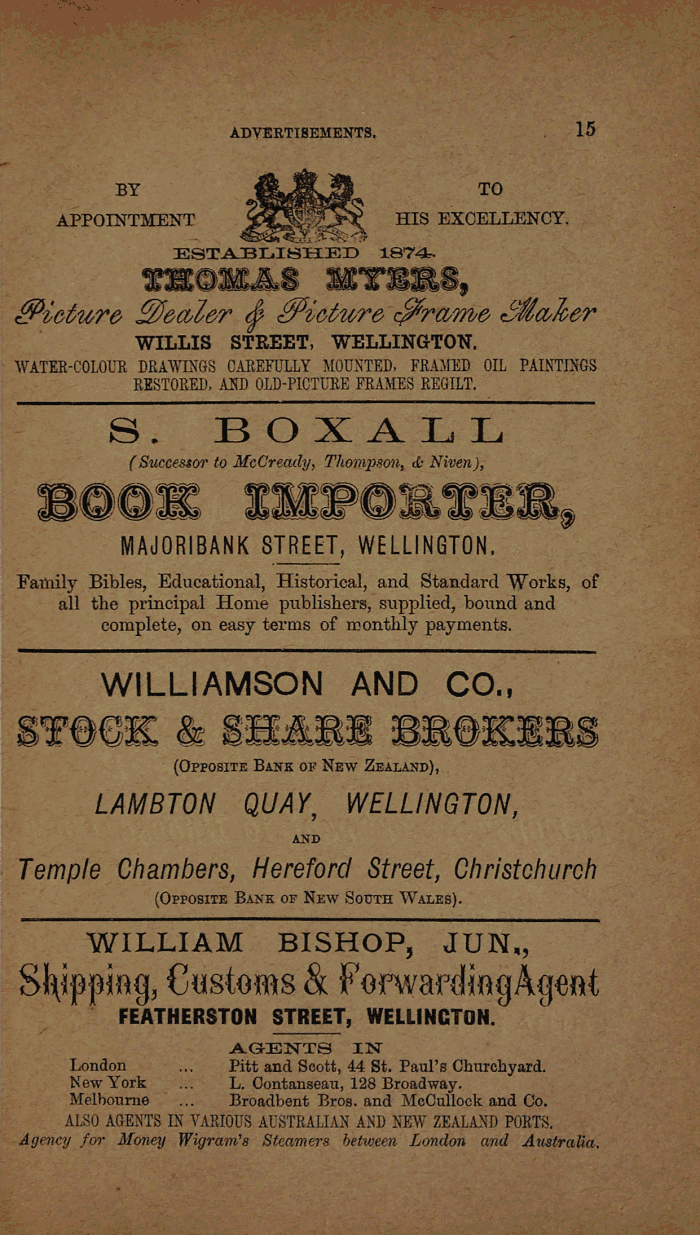 ADVERTISEMENTS. 15
BY TO
APPOINTMENT HIS EXCELLENCY.
ESTABLISHED 1874.
THOMAS MYERS,
Picture Dealer & Picture Frame Maker
WILLIS STREET, WELLINGTON.
WATER-COLOUR DRAWINGS CAREFULLY MOUNTED, FRAMED OIL PAINTINGS
RESTORED, AND OLD-PICTURE FRAMES REGILT.
S. BOXALL
(Successor to McCready, Thompson, & Niven),
BOOK IMPORTER,
MAJORIBANK STREET, WELLINGTON.
Family Bibles, Educational, Historical, and Standard Works, of
all the principal Home publishers, supplied, bound and
complete, on easy terms of monthly payments.
WILLIAMSON AND CO.,
STOCK & SHARE BROKERS
(OPPOSITE BANK OF NEW ZEALAND),
LAMBTON QUAY, WELLINGTON,
AND
Temple Chambers, Hereford Street, Christchurch
(OPPOSITE BANK OF NEW SOUTH WALES).
WILLIAM BISHOP, JUN.,
Shipping, Customs & Forwarding Agent
FEATHERSTON STREET, WELLINGTON.
AGENTS IN
London ... Pitt and Scott, 44 St. Paul's Churchyard.
New York ... L. Contanseau, 128 Broadway.
Melbourne ... Broadbent Bros. and McCullock and Co.
ALSO AGENTS IN VARIOUS AUSTRALIAN AND NEW ZEALAND PORTS.
Agency for Money Wigram's Steamers between London and Australia.